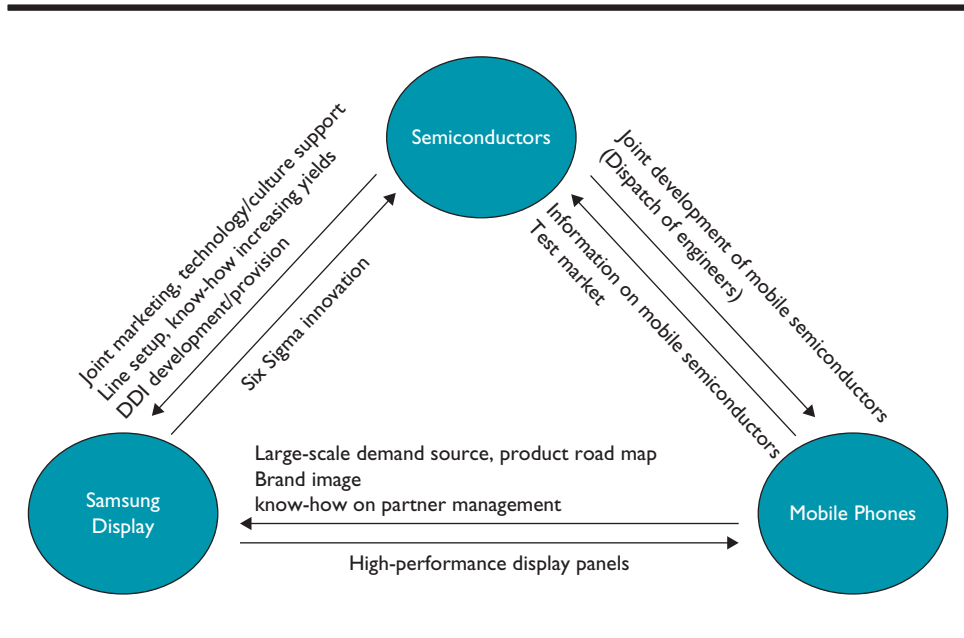 Semiconductors
Joint marketing, technology/culture support
Line setup, know-how increasing yields
DDI development/provision
Six Sigma innovation
Joint development of mobile semiconductors
(Dispatch of engineers)
Information on mobile semiconductors
Test market
Large-scale demand source, product road map
Brand image
know-how on partner management
Samsung
Display
Mobile Phones
High-performance display panels